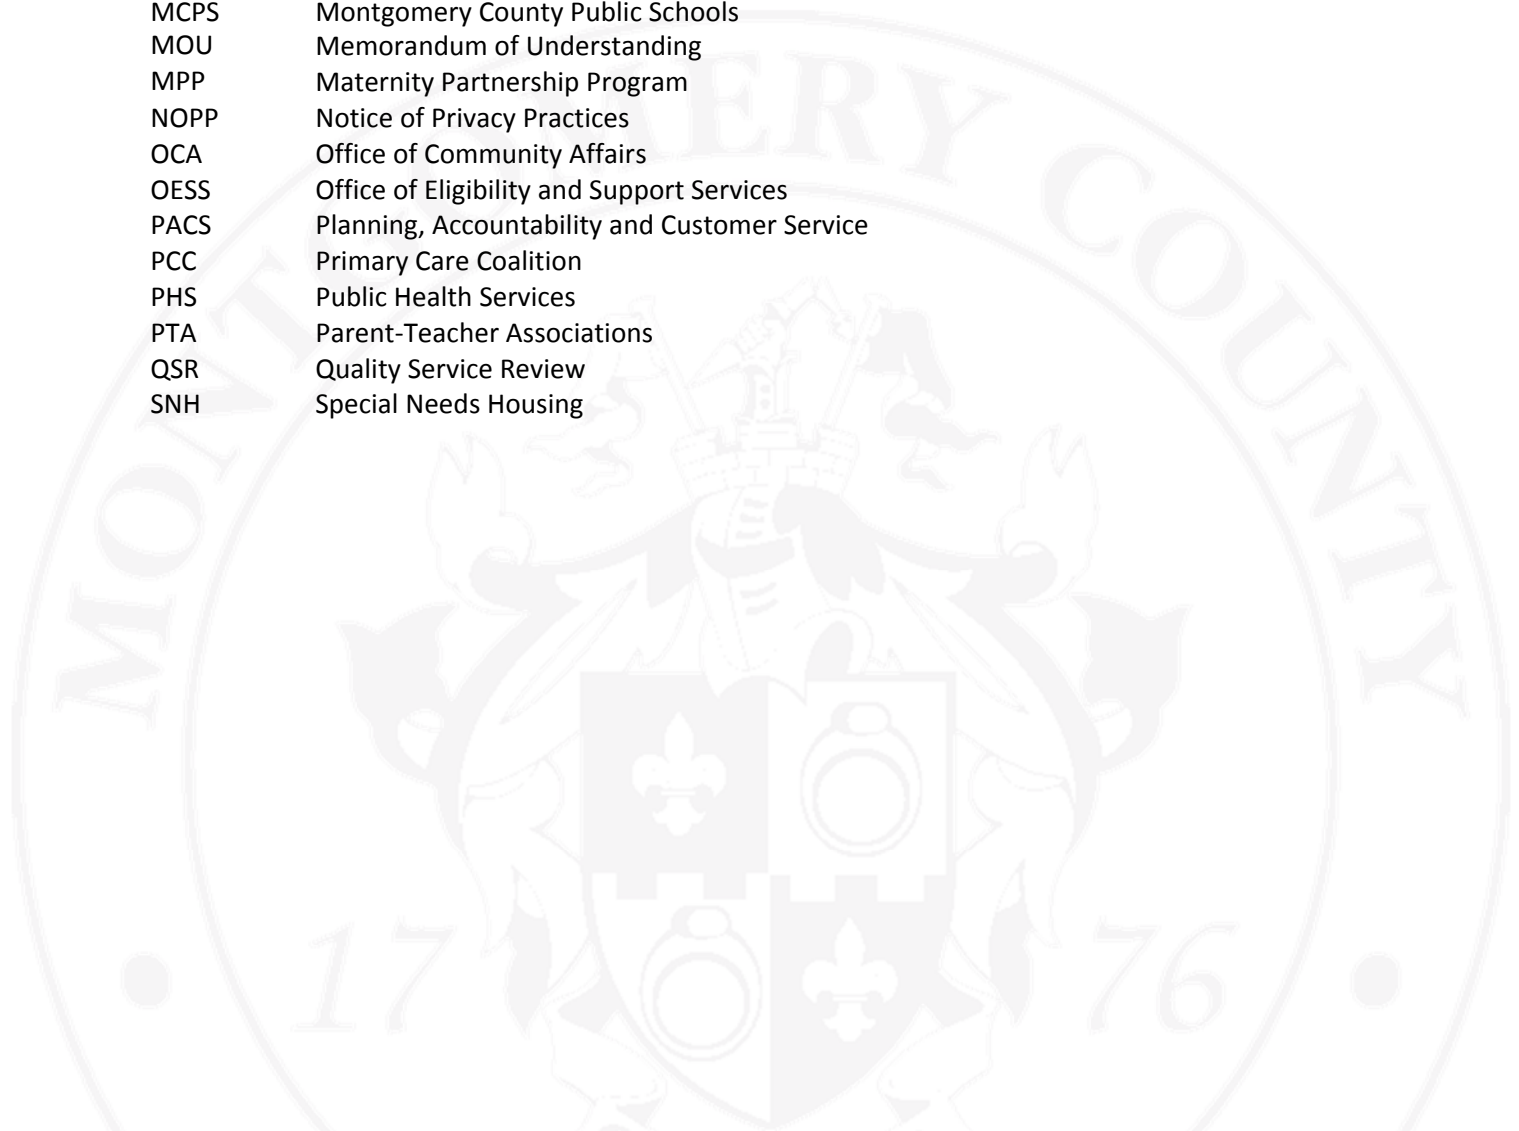 MCPS Montgomery County Public Schools
MOU Memorandum of Understanding
MPP Maternity Partnership Program
NOPP Notice of Privacy Practices
OCA Office of Community Affairs
OESS Office of Eligibility and Support Services
PACS Planning, Accountability and Customer Service
PCC Primary Care Coalition
PHS Public Health Services
PTA Parent-Teacher Associations
QSR Quality Service Review
SNH Special Needs Housing
MONTGOMERY COUNTY
17 76